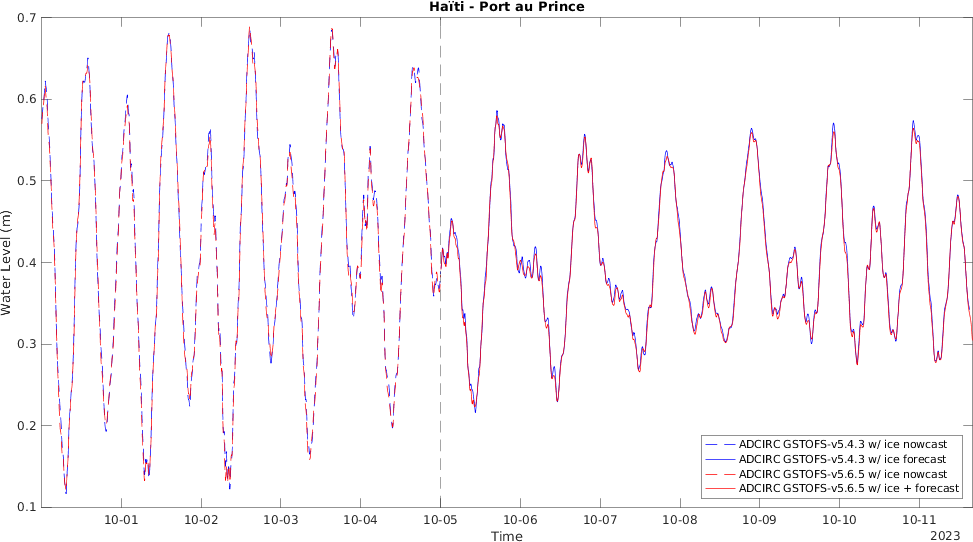 Haïti - Port au Prince
0.7
0.6
0.5
0.4
0.3
0.2
0.1
Water Level (m)
10-01 10-02 10-03 10-04 10-05 10-06 10-07 10-08 10-09 10-10 10-11
Time
2023
ADCIRC GSTOFS-v5.4.3 w/ ice nowcast
ADCIRC GSTOFS-v5.4.3 w/ ice forecast
ADCIRC GSTOFS-v5.6.5 w/ ice nowcast
ADCIRC GSTOFS-v5.6.5 w/ ice + forecast